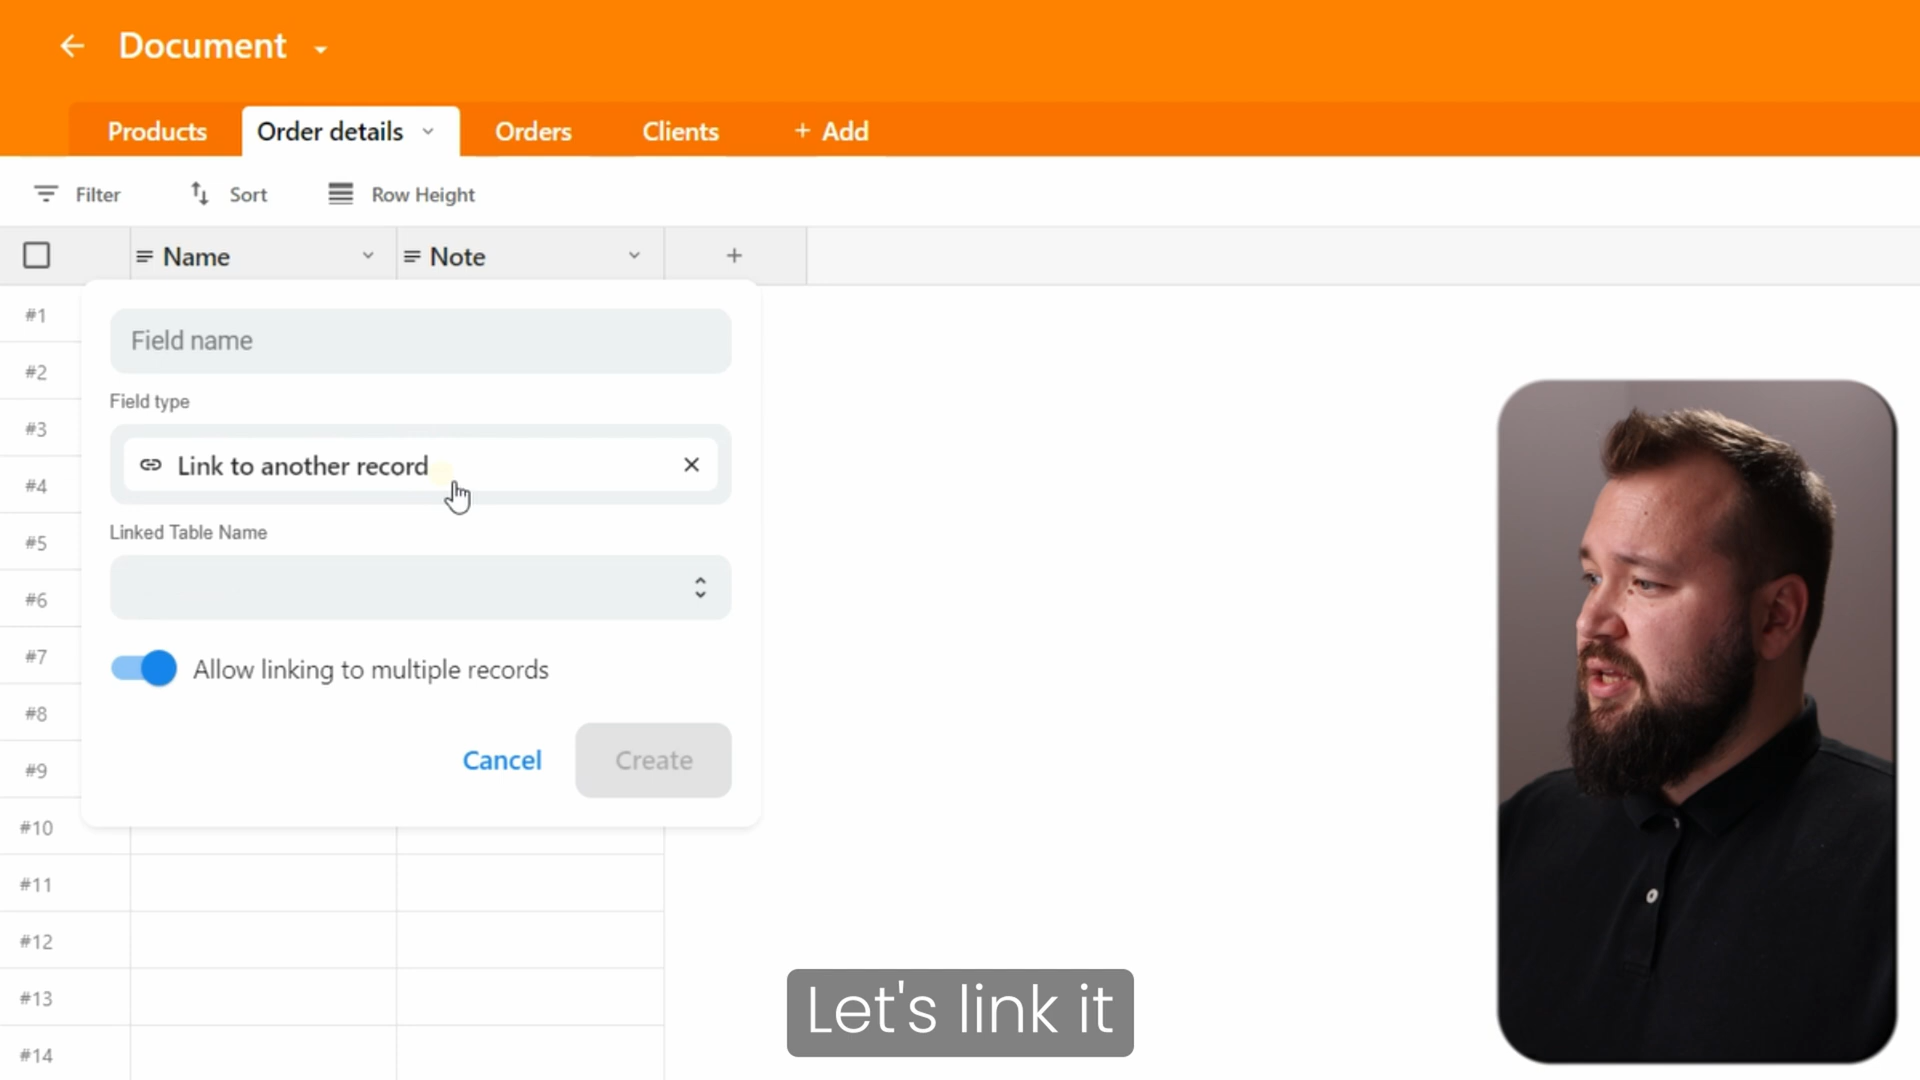 Document
Products
Order details
Orders
Clients
+ Add
Filter
Sort
Row Height
Name
Note
+
#1
Field name
#2
Field type
#3
Link to another record
#4
Linked Table Name
#5
#6
#7
Allow linking to multiple records
#8
Cancel
Create
#9
#10
#11
#12
#13
#14
Let's link it